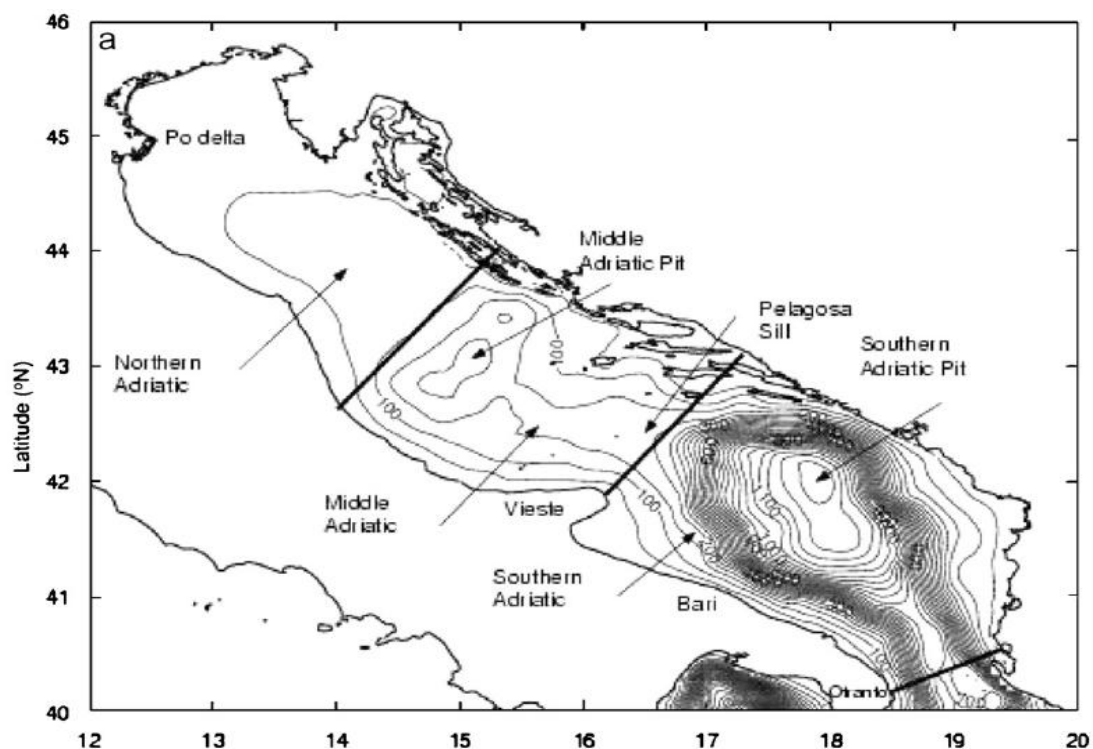 a
46
45
44
43
42
41
40
Latitude (ºN)
12
13
14
15
16
17
18
19
20
Po delta
Middle
Adriatic Pit
Pelagosa
Sill
Southern
Adriatic Pit
Northern
Adriatic
100
100
100
Middle
Adriatic
Vieste
100
Southern
Adriatic
Bari
Otranto